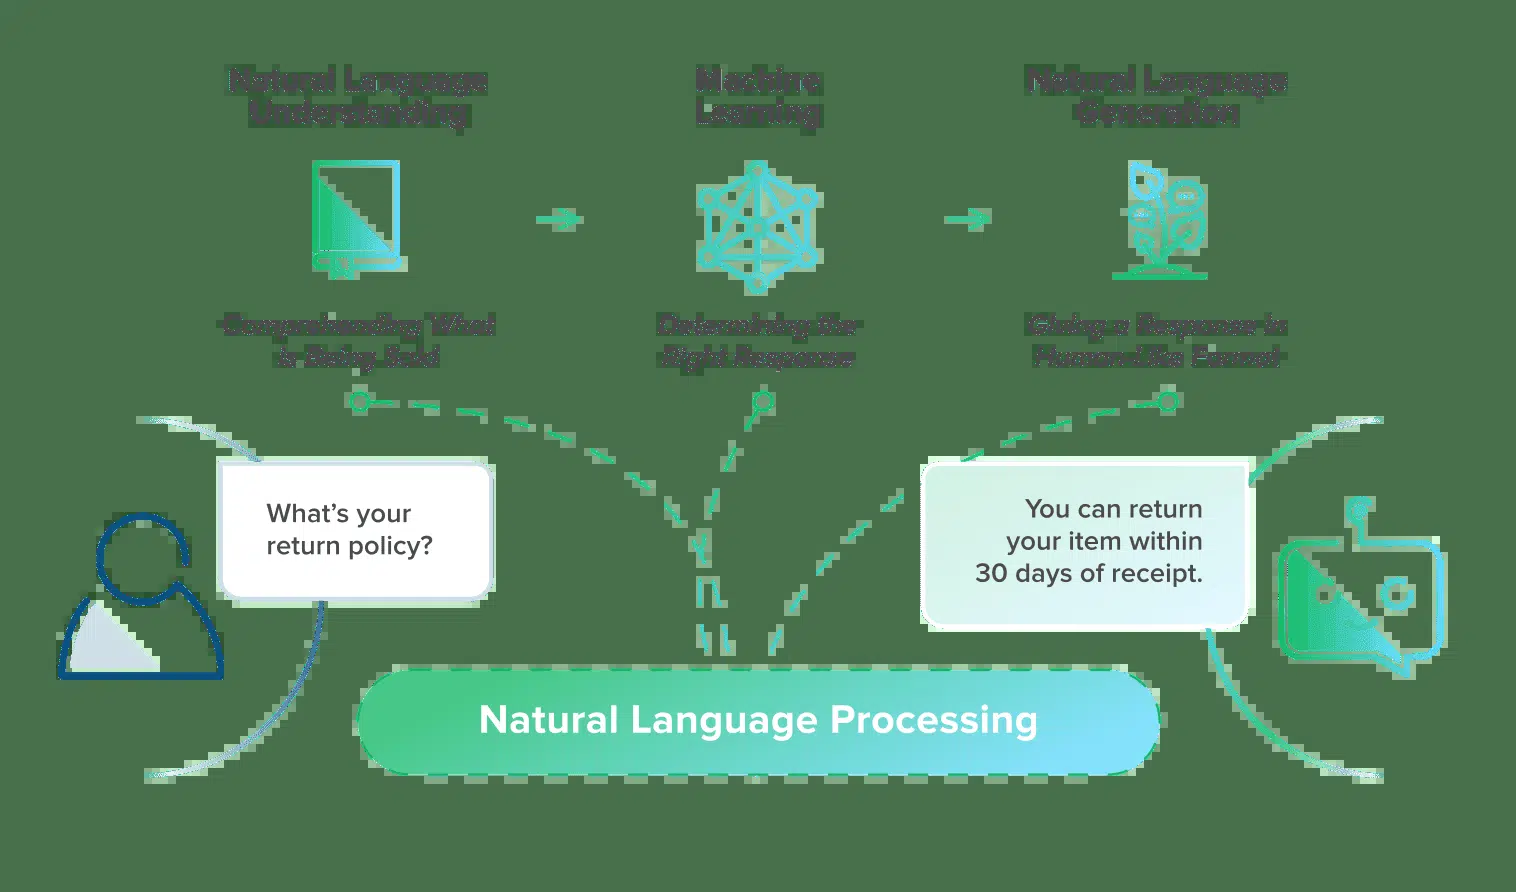 Natural Language
Understanding
Machine
Learning
Natural Language
Generation
Comprehending What
is Being Said
Determining the
Right Response
Giving a Response in
Humanlike Format
What’s your
return policy?
You can return
your item within
30 days of receipt.
Natural Language Processing